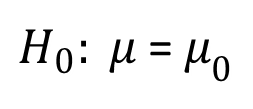 H₀: μ = μ₀